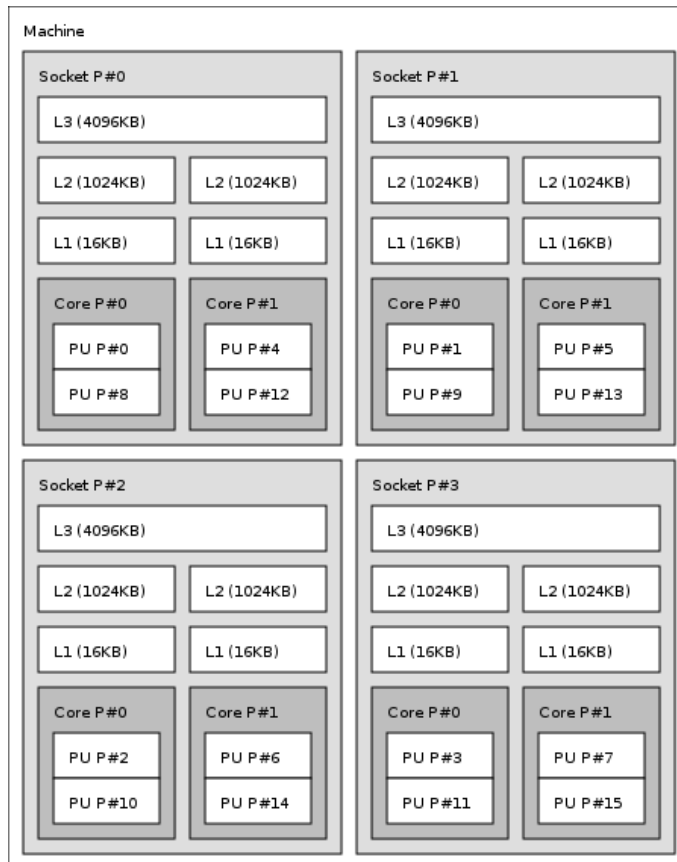 Machine
Socket P#0
L3 (4096KB)
L2 (1024KB)
L2 (1024KB)
L1 (16KB)
L1 (16KB)
Core P#0
PU P#0
PU P#8
Core P#1
PU P#4
PU P#12
Socket P#1
L3 (4096KB)
L2 (1024KB)
L2 (1024KB)
L1 (16KB)
L1 (16KB)
Core P#0
PU P#1
PU P#9
Core P#1
PU P#5
PU P#13
Socket P#2
L3 (4096KB)
L2 (1024KB)
L2 (1024KB)
L1 (16KB)
L1 (16KB)
Core P#0
PU P#2
PU P#10
Core P#1
PU P#6
PU P#14
Socket P#3
L3 (4096KB)
L2 (1024KB)
L2 (1024KB)
L1 (16KB)
L1 (16KB)
Core P#0
PU P#3
PU P#11
Core P#1
PU P#7
PU P#15